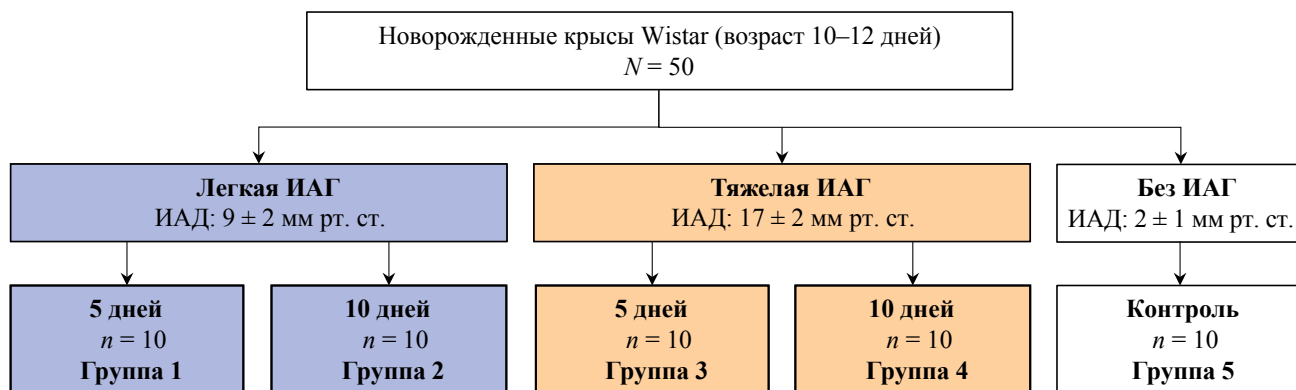 Новорожденные крысы Wistar (возраст 10–12 дней)
N = 50
Легкая ИАГ
ИАД: 9 ± 2 мм рт. ст.
Тяжелая ИАГ
ИАД: 17 ± 2 мм рт. ст.
Без ИАГ
ИАД: 2 ± 1 мм рт. ст.
5 дней
n = 10
Группа 1
10 дней
n = 10
Группа 2
5 дней
n = 10
Группа 3
10 дней
n = 10
Группа 4
Контроль
n = 10
Группа 5